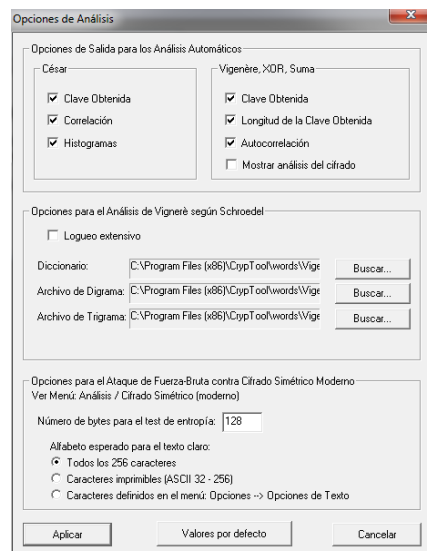 Opciones de Análisis
Opciones de Salida para los Análisis Automáticos
César
Clave Obtenida
Correlación
Histogramas
Vigenère, XOR, Suma
Clave Obtenida
Longitud de la Clave Obtenida
Autocorrelación
Mostrar análisis del cifrado
Opciones para el Análisis de Vignerè según Schroedel
Logueo extensivo
Diccionario: C:\Program Files (x86)\CrypTool\words\Vige Buscar...
Archivo de Digrama: C:\Program Files (x86)\CrypTool\words\Vige Buscar...
Archivo de Trigrama: C:\Program Files (x86)\CrypTool\words\Vige Buscar...
Opciones para el Ataque de Fuerza-Bruta contra Cifrado Simétrico Moderno
Ver Menú: Análisis / Cifrado Simétrico (moderno)
Número de bytes para el test de entropía: 128
Alfabeto esperado para el texto claro:
Todos los 256 caracteres
Caracteres imprimibles (ASCII 32 - 256)
Caracteres definidos en el menú: Opciones --> Opciones de Texto
Aplicar Valores por defecto Cancelar